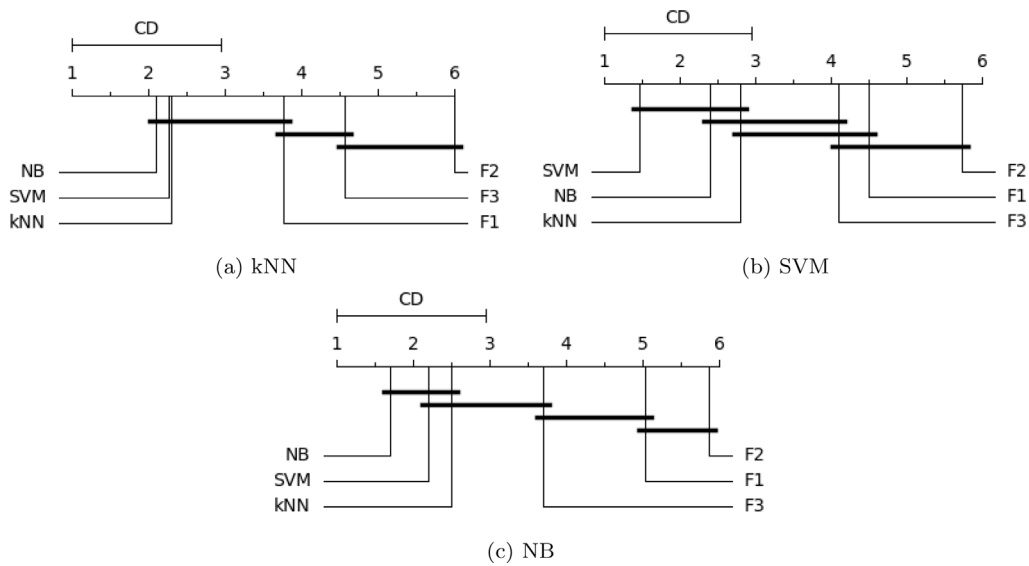 CD
1 2 3 4 5 6
NB F2
SVM F3
kNN F1
(a) kNN
CD
1 2 3 4 5 6
SVM F2
NB F1
kNN F3
(b) SVM
CD
1 2 3 4 5 6
NB F2
SVM F1
kNN F3
(c) NB